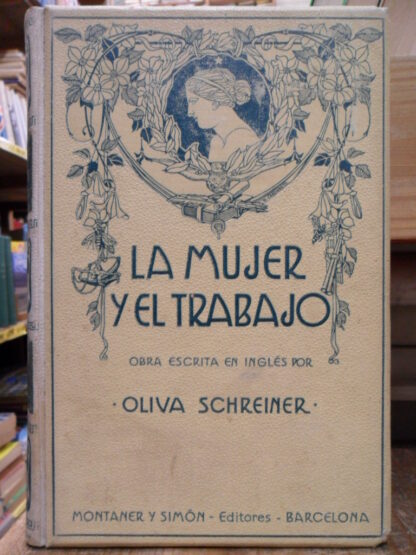 LA MUJER
Y EL TRABAJO
OBRA ESCRITA EN INGLÉS POR
· OLIVA SCHREINER ·
MONTANER Y SIMÓN - Editores - BARCELONA